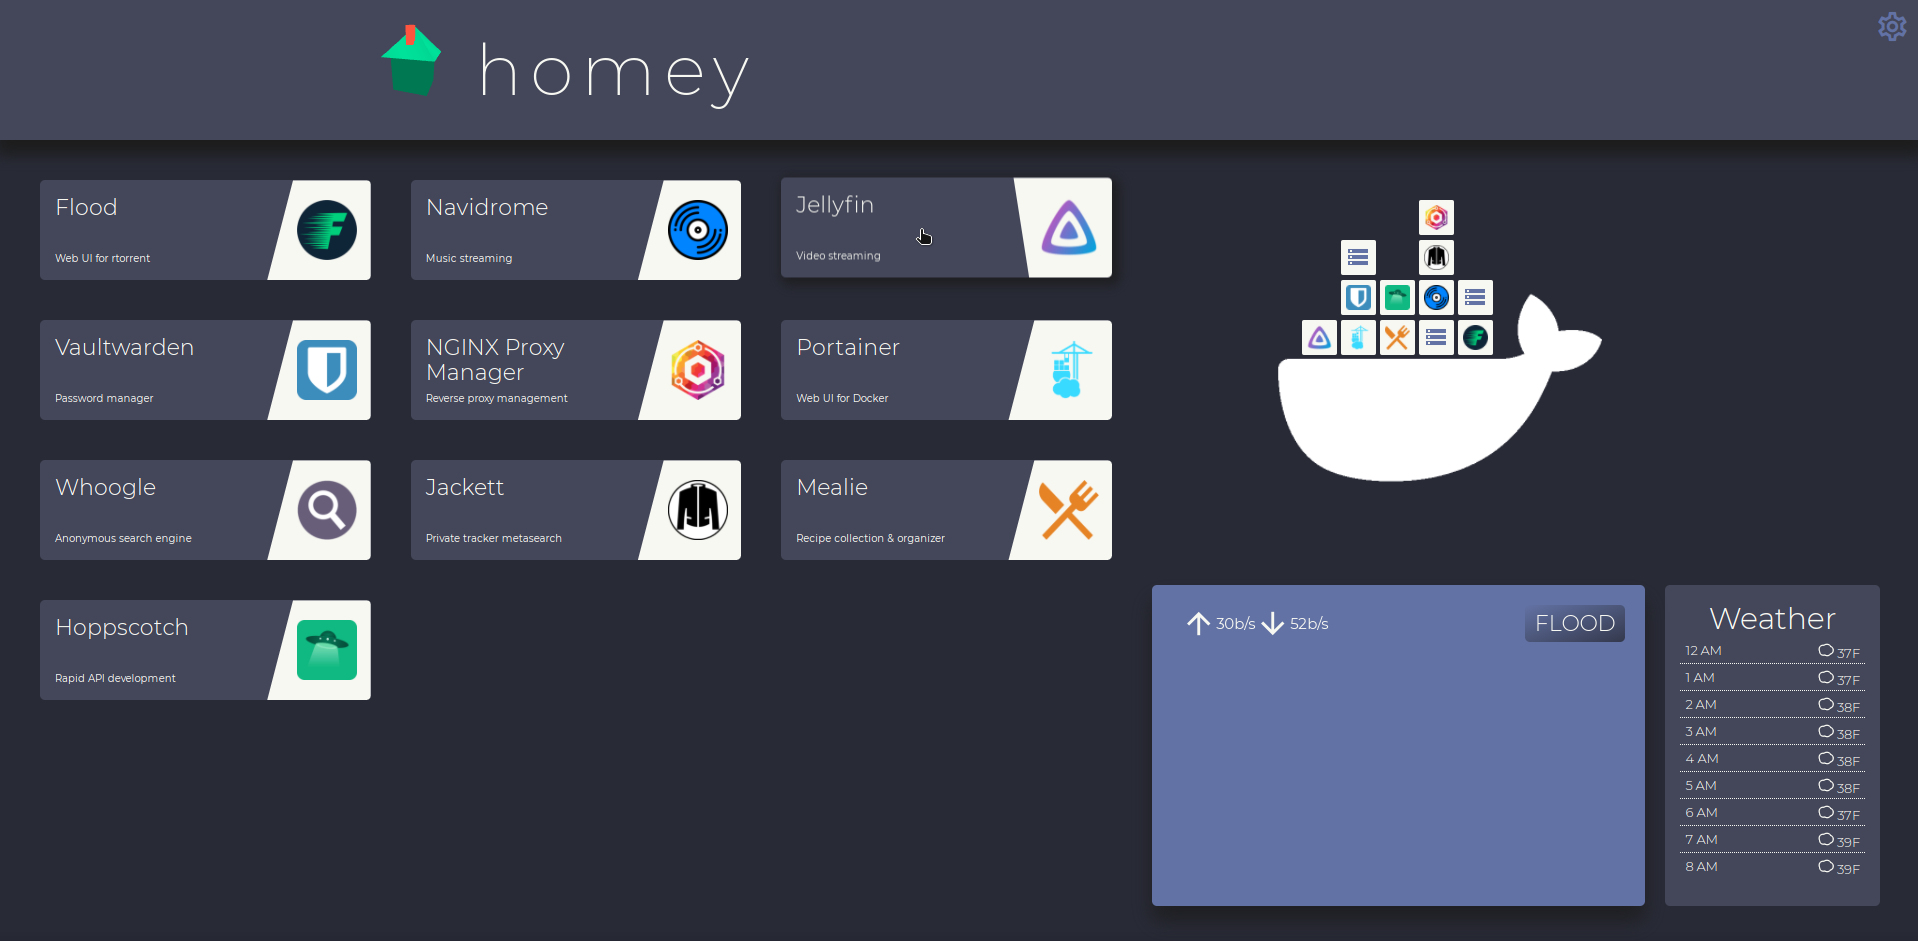 homey
Flood
Web UI for rtorrent
Navidrome
Music streaming
Jellyfin
Video streaming
Vaultwarden
Password manager
NGINX Proxy
Manager
Reverse proxy management
Portainer
Web UI for Docker
Whoogle
Anonymous search engine
Jackett
Private tracker metasearch
Mealie
Recipe collection & organizer
Hoppscotch
Rapid API development
30b/s 52b/s
FLOOD
Weather
12 AM 37F
1 AM 37F
2 AM 38F
3 AM 38F
4 AM 38F
5 AM 38F
6 AM 37F
7 AM 39F
8 AM 39F